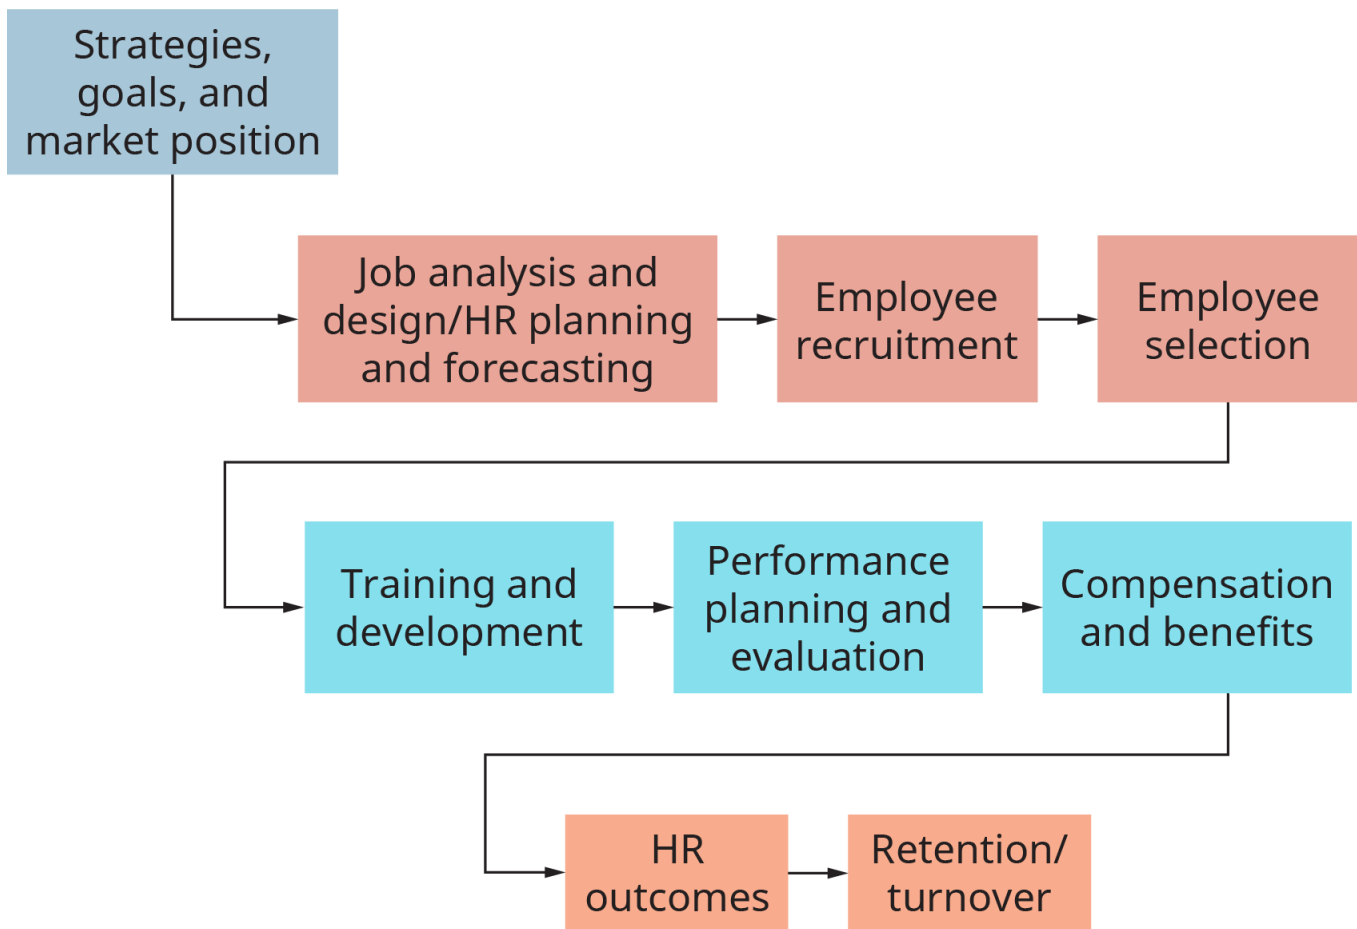 Strategies,
goals, and
market position
Job analysis and
design/HR planning
and forecasting
Employee
recruitment
Employee
selection
Training and
development
Performance
planning and
evaluation
Compensation
and benefits
HR
outcomes
Retention/
turnover